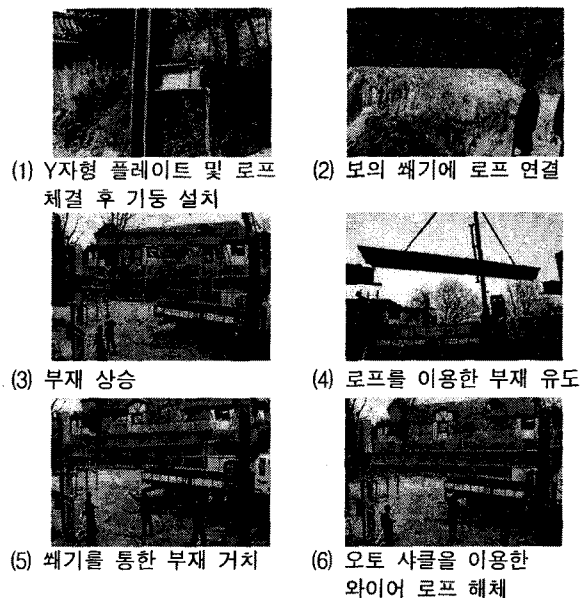 (1) Y자형 플레이트 및 로프
체결 후 기둥 설치
(2) 보의 쐐기에 로프 연결
(3) 부재 상승
(4) 로프를 이용한 부재 유도
(5) 쐐기를 통한 부재 거치
(6) 오토 샤클을 이용한
와이어 로프 해체